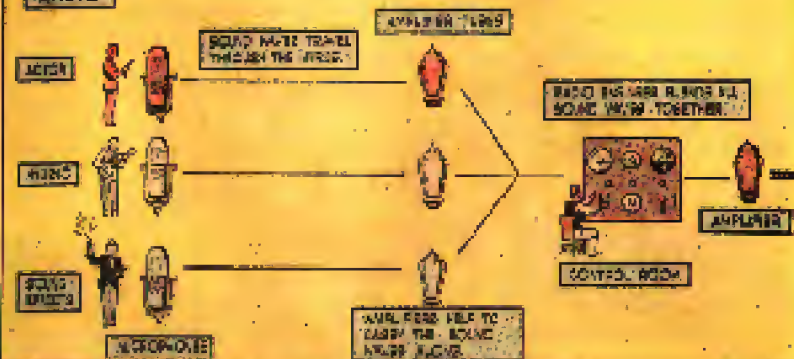 AMPLIFIER TUBES
SOUND WAVES TRAVEL
THROUGH THE
ACTOR
RADIO ENGINEER BLENDS ALL
SOUND WAVES TOGETHER.
MUSIC
AMPLIFIER
SOUND
EFFECTS
CONTROL ROOM
AMPLIFIERS HELP TO
CARRY THE SOUND
WAVES ALONG.
MICROPHONES